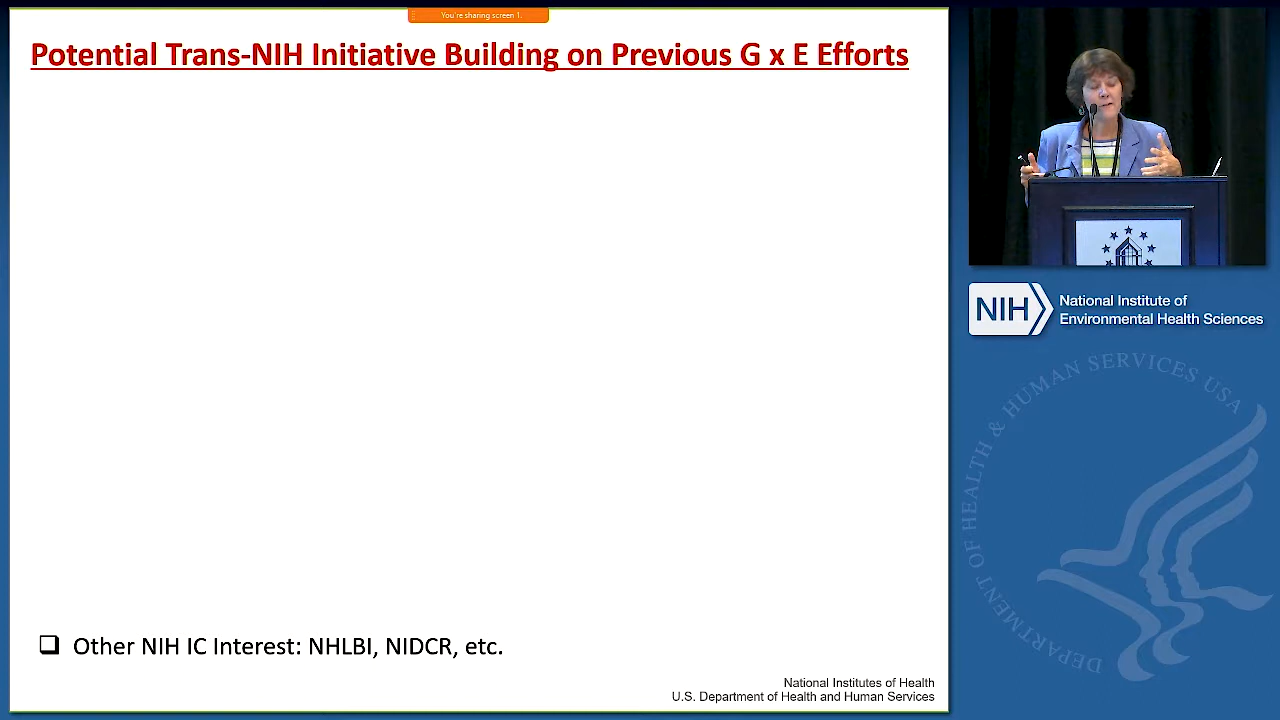 You're sharing screen 1.
Potential Trans-NIH Initiative Building on Previous G x E Efforts
Other NIH IC Interest: NHLBI, NIDCR, etc.
National Institutes of Health
U.S. Department of Health and Human Services
NIH
National Institute of
Environmental Health Sciences
DEPARTMENT OF HEALTH & HUMAN SERVICES USA